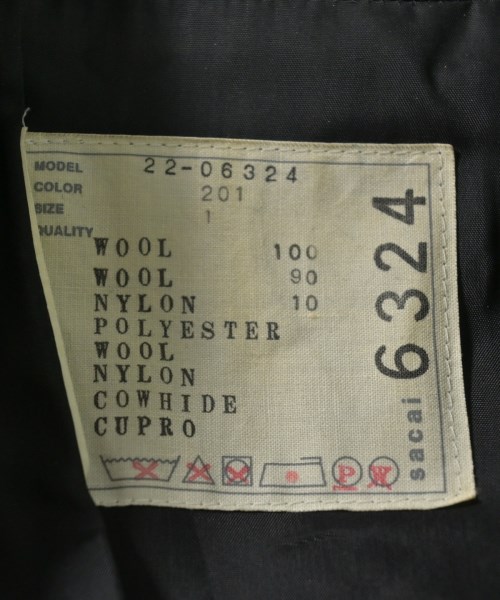 MODEL 22-06324
COLOR 201
SIZE 1
QUALITY
WOOL 100
WOOL 90
NYLON 10
POLYESTER
WOOL
NYLON
COWHIDE
CUPRO
P W
sacai 6324